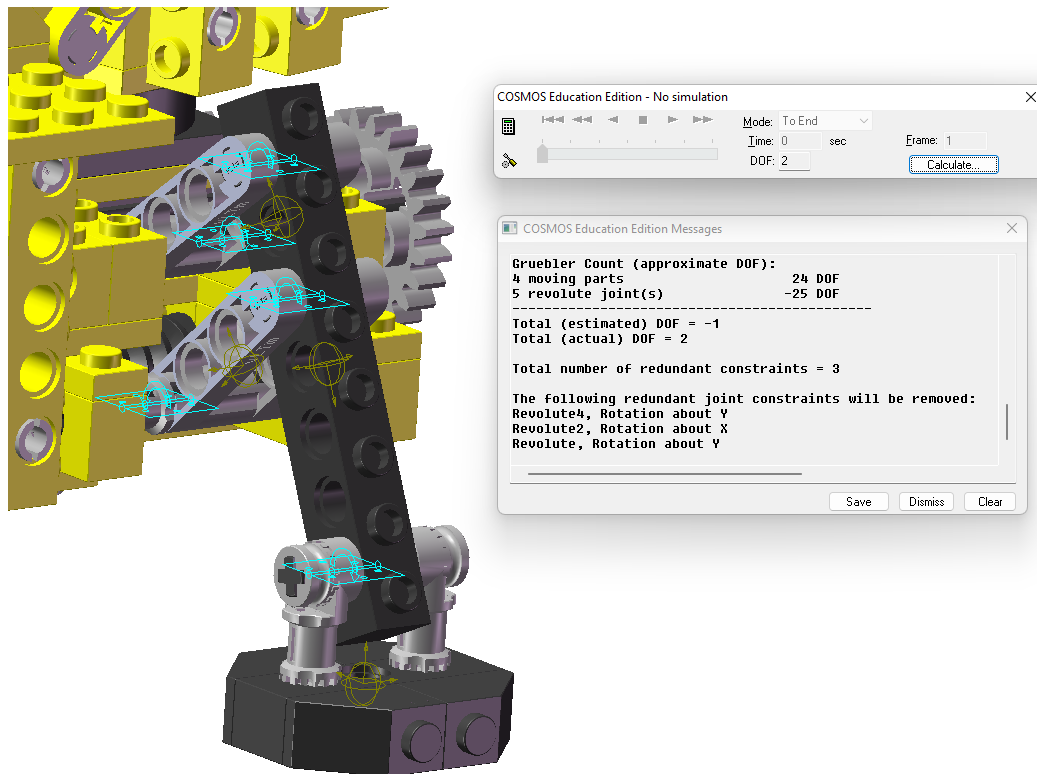 COSMOS Education Edition - No simulation
Mode: To End
Time: 0 sec
Frame: 1
DOF: 2
Calculate...
COSMOS Education Edition Messages
Gruebler Count (approximate DOF):
4 moving parts 24 DOF
5 revolute joint(s) -25 DOF
---------------------------------------------
Total (estimated) DOF = -1
Total (actual) DOF = 2
Total number of redundant constraints = 3
The following redundant joint constraints will be removed:
Revolute4, Rotation about Y
Revolute2, Rotation about X
Revolute, Rotation about Y
Save Dismiss Clear